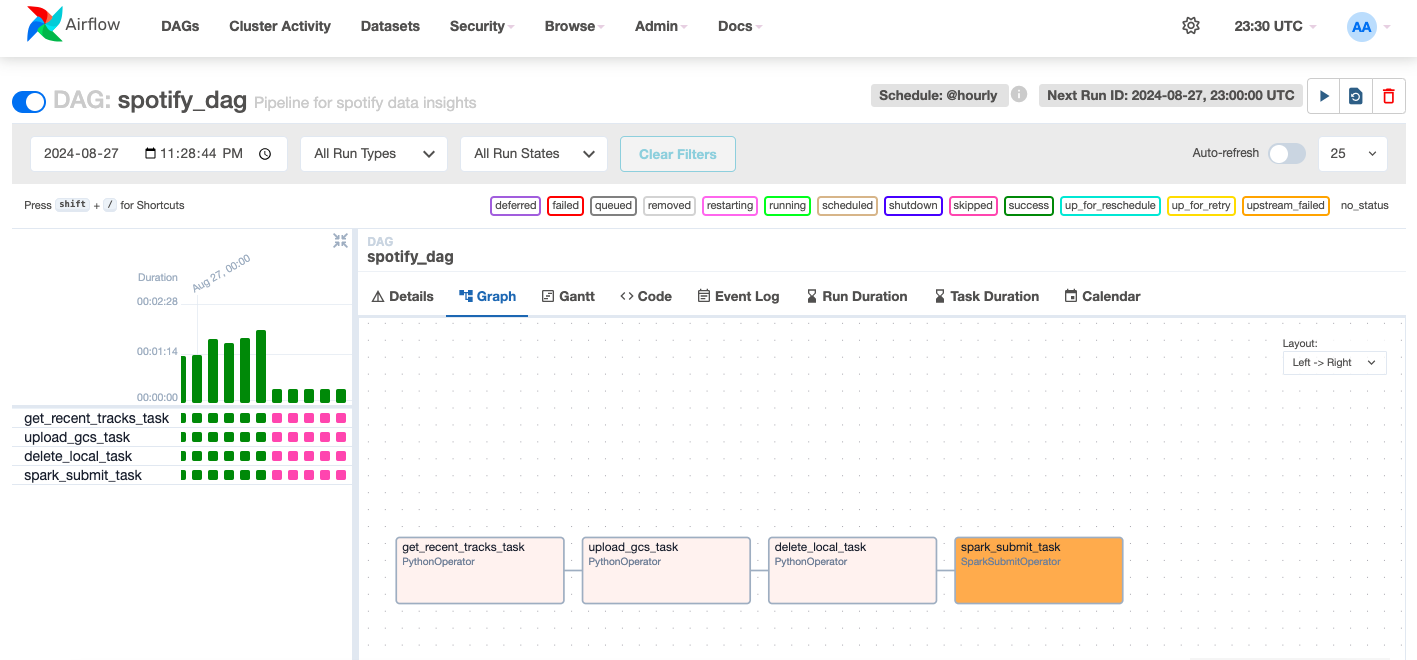 Airflow DAGs Cluster Activity Datasets Security Browse Admin Docs 23:30 UTC AA
DAG: spotify_dag Pipeline for spotify data insights Schedule: @hourly Next Run ID: 2024-08-27, 23:00:00 UTC
2024-08-27 11:28:44 PM All Run Types All Run States Clear Filters Auto-refresh 25
Press shift + / for Shortcuts deferred failed queued removed restarting running scheduled shutdown skipped success up_for_reschedule up_for_retry upstream_failed no_status
DAG
spotify_dag
Details Graph Gantt Code Event Log Run Duration Task Duration Calendar
Aug 27, 00:00
Duration
00:02:28
00:01:14
00:00:00
get_recent_tracks_task
upload_gcs_task
delete_local_task
spark_submit_task
Layout:
Left -> Right
get_recent_tracks_task upload_gcs_task delete_local_task spark_submit_task
PythonOperator PythonOperator PythonOperator SparkSubmitOperator